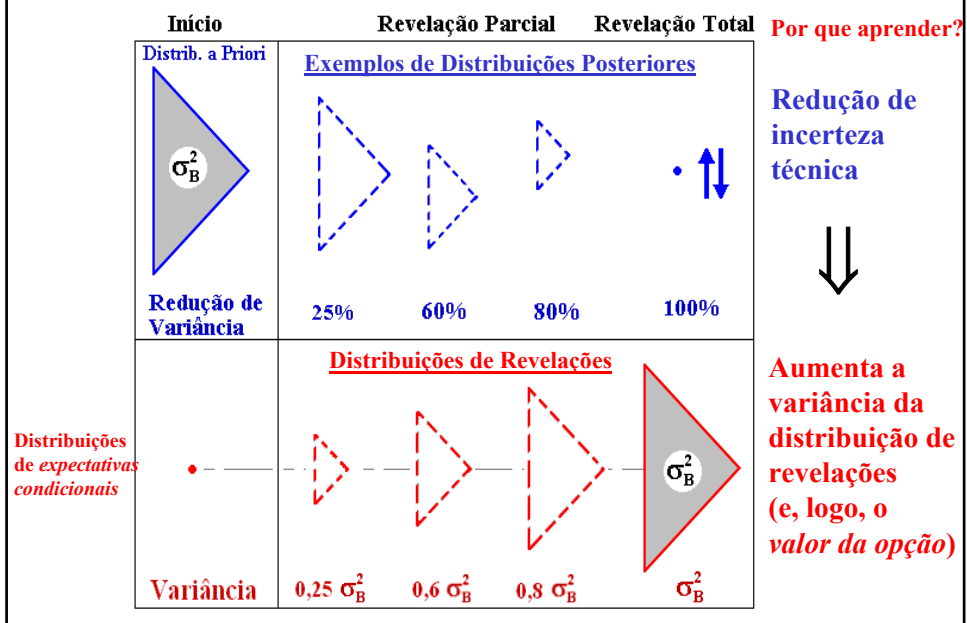 Início Revelação Parcial Revelação Total
Por que aprender?
Distrib. a Priori
Exemplos de Distribuições Posteriores
σ²B
Redução de
incerteza
técnica
Redução de
Variância
25% 60% 80% 100%
Distribuições de Revelações
Distribuições
de expectativas
condicionais
σ²B
Aumenta a
variância da
distribuição de
revelações
(e, logo, o
valor da opção)
Variância 0,25 σ²B 0,6 σ²B 0,8 σ²B σ²B